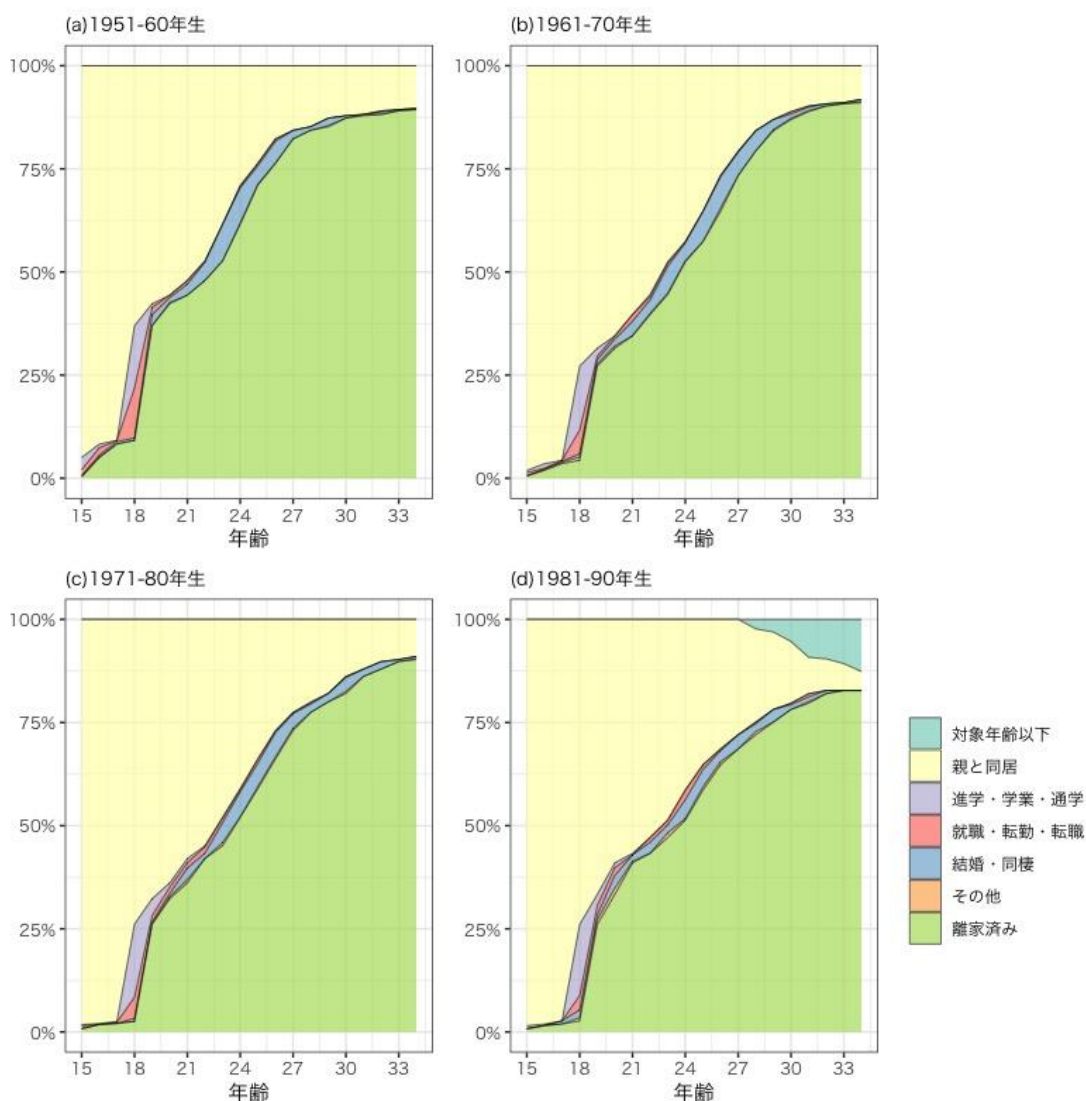 (a)1951-60年生
100%
75%
50%
25%
0%
15 18 21 24 27 30 33
年齢
(b)1961-70年生
100%
75%
50%
25%
0%
15 18 21 24 27 30 33
年齢
(c)1971-80年生
100%
75%
50%
25%
0%
15 18 21 24 27 30 33
年齢
(d)1981-90年生
100%
75%
50%
25%
0%
15 18 21 24 27 30 33
年齢
対象年齢以下
親と同居
進学・学業・通学
就職・転勤・転職
結婚・同棲
その他
離家済み